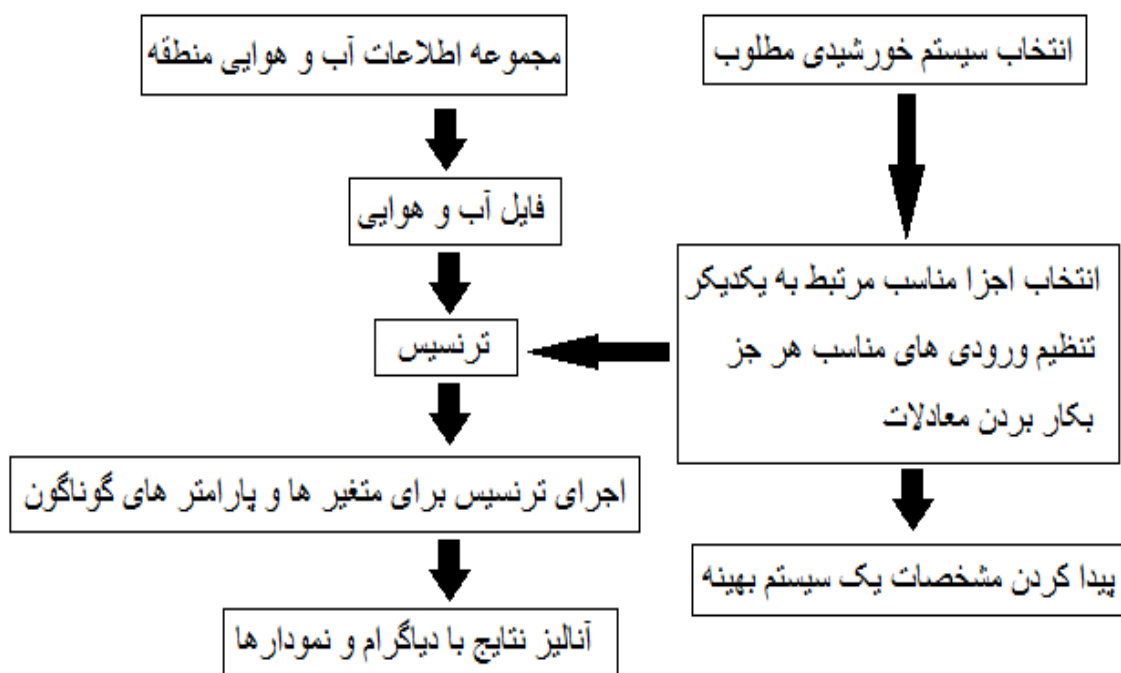 انتخاب سیستم خورشیدی مطلوب
مجموعه اطلاعات آب و هوایی منطقه
فایل آب و هوایی
انتخاب اجزا مناسب مرتبط به یکدیکر
تنظیم ورودی های مناسب هر جز
بکار بردن معادلات
ترنسیس
اجرای ترنسیس برای متغیر ها و پارامتر های گوناگون
پیدا کردن مشخصات یک سیستم بهینه
آنالیز نتایج با دیاگرام و نمودارها